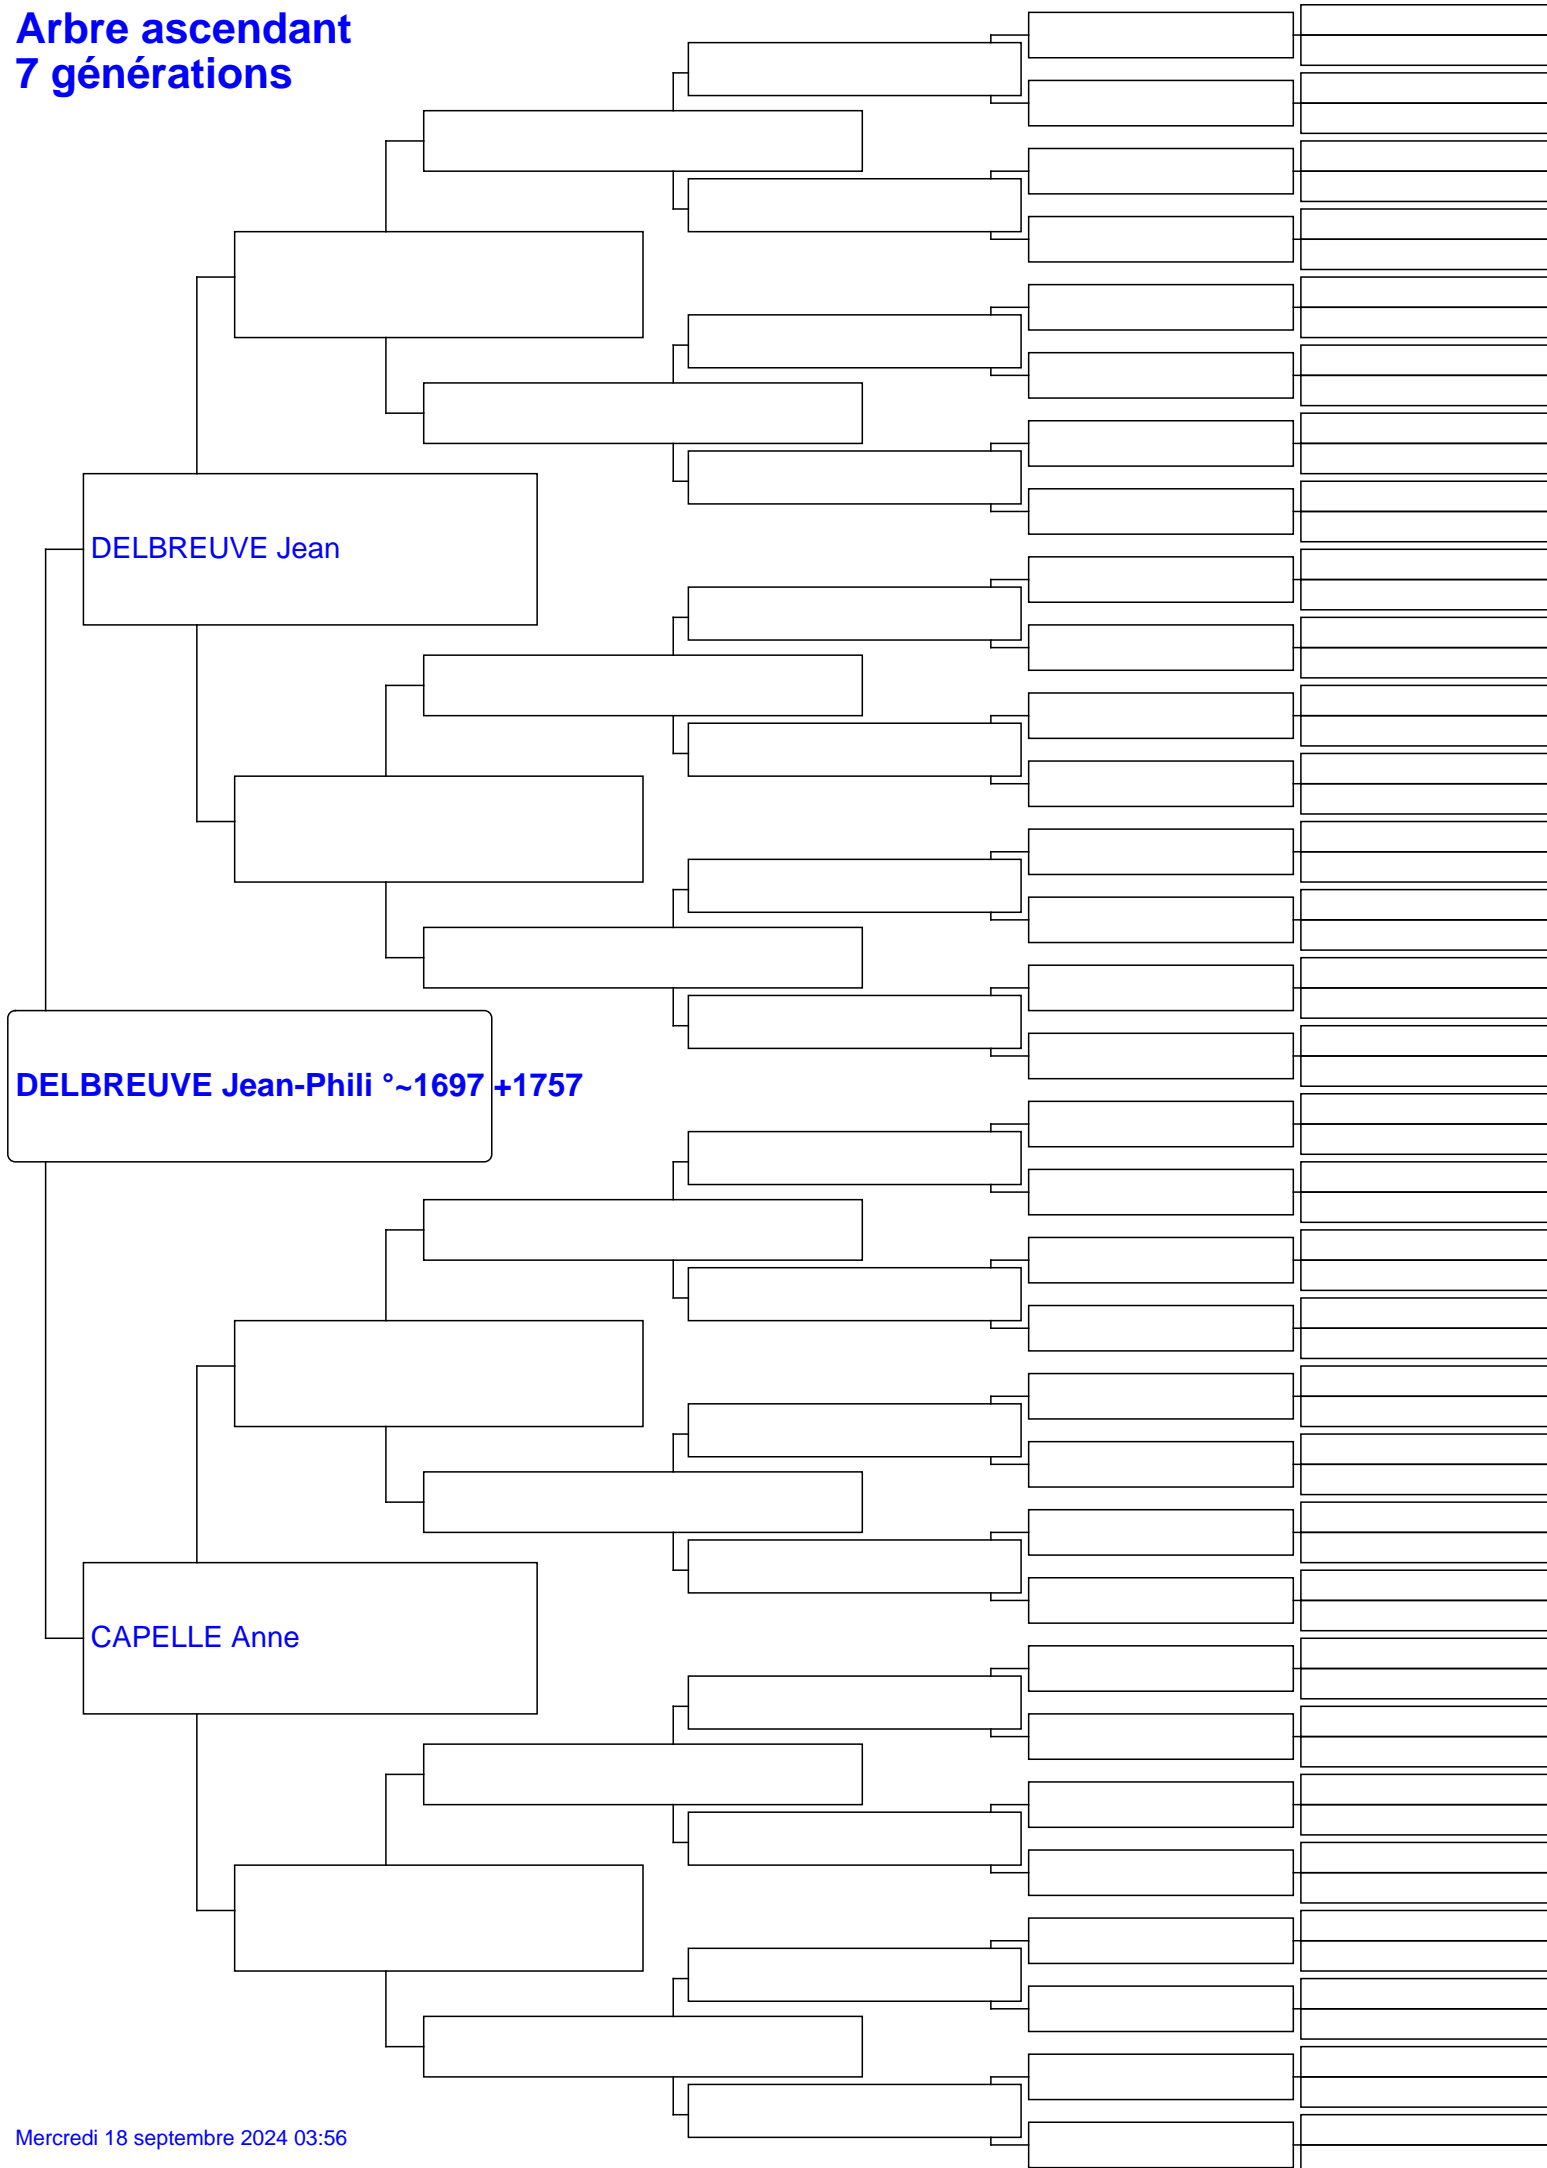 Arbre ascendant
7 générations
DELBREUVE Jean
DELBREUVE Jean-Phili °~1697 +1757
CAPELLE Anne
Mercredi 18 septembre 2024 03:56